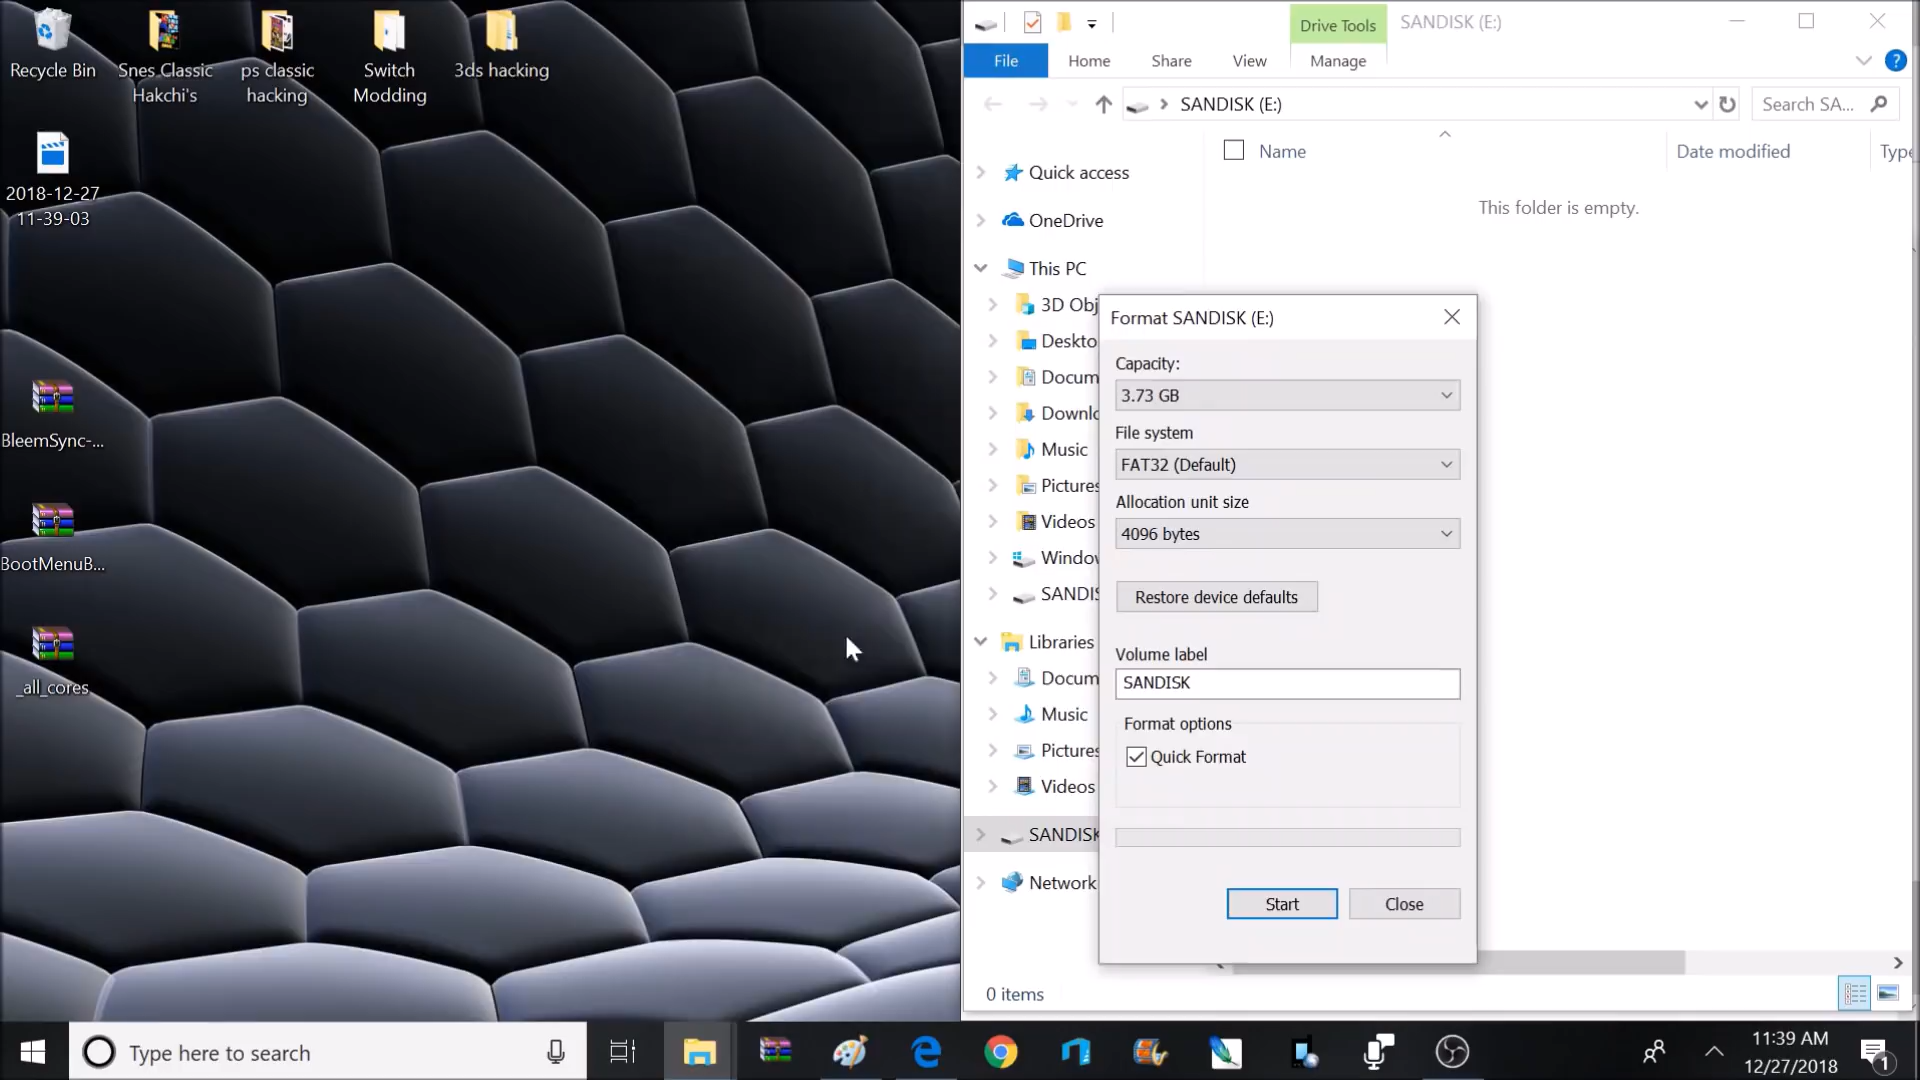 Recycle Bin
Snes Classic
Hakchi's
ps classic
hacking
Switch
Modding
3ds hacking
2018-12-27
11-39-03
BleemSync-...
BootMenuB...
_all_cores
Drive Tools
SANDISK (E:)
File
Home
Share
View
Manage
?
SANDISK (E:)
Search SA...
Name
Date modified
Type
This folder is empty.
Quick access
OneDrive
This PC
3D Obj
Deskto
Docum
Downlo
Music
Pictures
Videos
Window
SANDIS
Libraries
Docum
Music
Pictures
Videos
SANDISK
Network
Format SANDISK (E:)
Capacity:
3.73 GB
File system
FAT32 (Default)
Allocation unit size
4096 bytes
Restore device defaults
Volume label
SANDISK
Format options
Quick Format
Start
Close
0 items
Type here to search
11:39 AM
12/27/2018
1